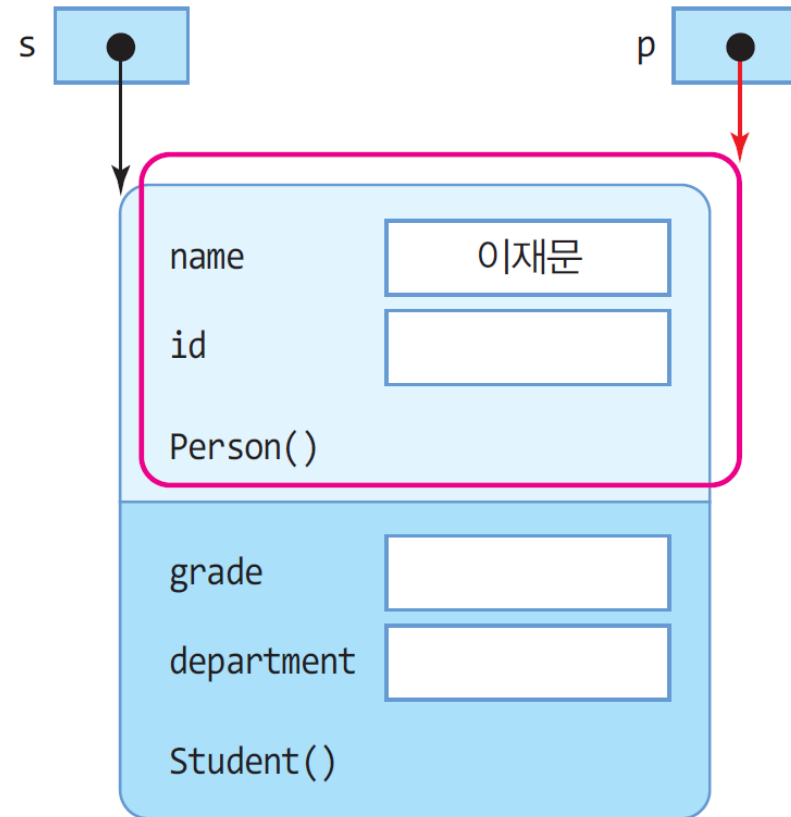 s
p
name 이재문
id
Person()
grade
department
Student()